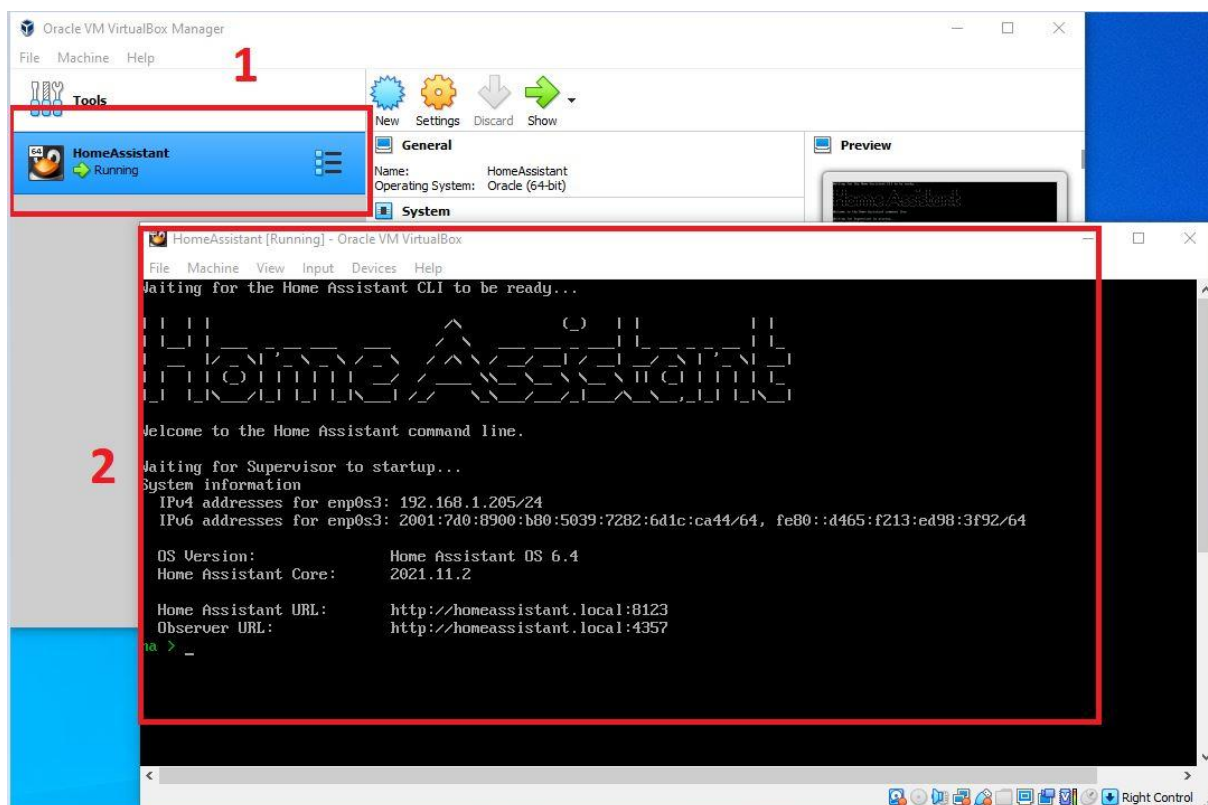 Oracle VM VirtualBox Manager
File Machine Help
1
Tools
New Settings Discard Show
64 HomeAssistant
Running
General
Name: HomeAssistant
Operating System: Oracle (64-bit)
System
Preview
HomeAssistant [Running] - Oracle VM VirtualBox
File Machine View Input Devices Help
Waiting for the Home Assistant CLI to be ready...
Home Assistant
Welcome to the Home Assistant command line.
2
Waiting for Supervisor to startup...
System information
IPv4 addresses for enp0s3: 192.168.1.205/24
IPv6 addresses for enp0s3: 2001:7d0:8900:b80:5039:7282:6d1c:ca44/64, fe80::d465:f213:ed98:3f92/64
OS Version: Home Assistant OS 6.4
Home Assistant Core: 2021.11.2
Home Assistant URL: http://homeassistant.local:8123
Observer URL: http://homeassistant.local:4357
ha > _
Right Control